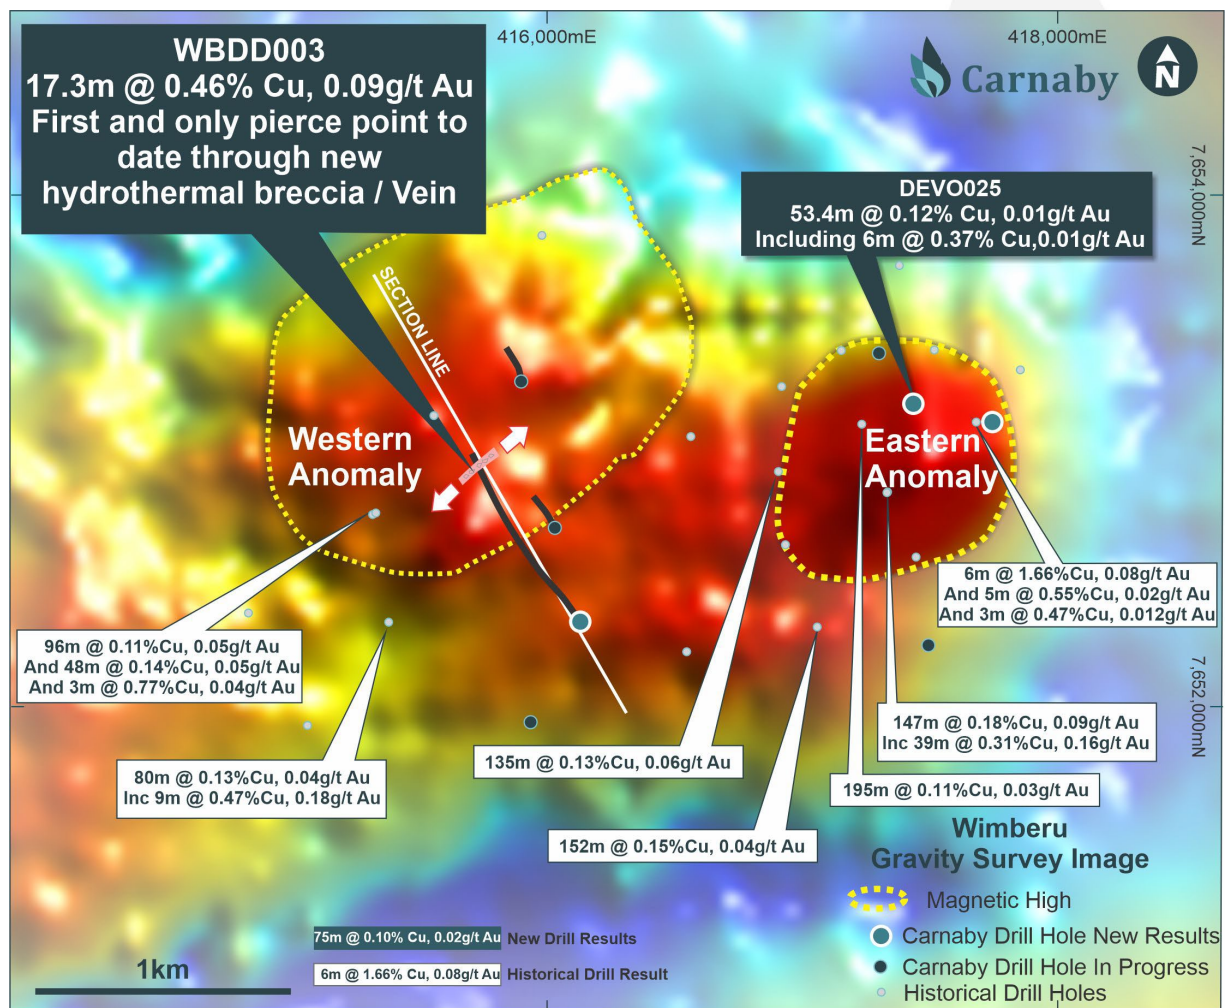 416,000mE
418,000mE
WBDD003
17.3m @ 0.46% Cu, 0.09g/t Au
First and only pierce point to
date through new
hydrothermal breccia / Vein
Carnaby
N
7,654,000mN
DEVO025
53.4m @ 0.12% Cu, 0.01g/t Au
Including 6m @ 0.37% Cu,0.01g/t Au
SECTION LINE
Western
Anomaly
Eastern
Anomaly
6m @ 1.66%Cu, 0.08g/t Au
And 5m @ 0.55%Cu, 0.02g/t Au
And 3m @ 0.47%Cu, 0.012g/t Au
96m @ 0.11%Cu, 0.05g/t Au
And 48m @ 0.14%Cu, 0.05g/t Au
And 3m @ 0.77%Cu, 0.04g/t Au
7,652,000mN
147m @ 0.18%Cu, 0.09g/t Au
Inc 39m @ 0.31%Cu, 0.16g/t Au
80m @ 0.13%Cu, 0.04g/t Au
Inc 9m @ 0.47%Cu, 0.18g/t Au
135m @ 0.13%Cu, 0.06g/t Au
195m @ 0.11%Cu, 0.03g/t Au
152m @ 0.15%Cu, 0.04g/t Au
Wimberu
Gravity Survey Image
Magnetic High
Carnaby Drill Hole New Results
Carnaby Drill Hole In Progress
Historical Drill Holes
75m @ 0.10% Cu, 0.02g/t Au New Drill Results
6m @ 1.66% Cu, 0.08g/t Au Historical Drill Result
1km